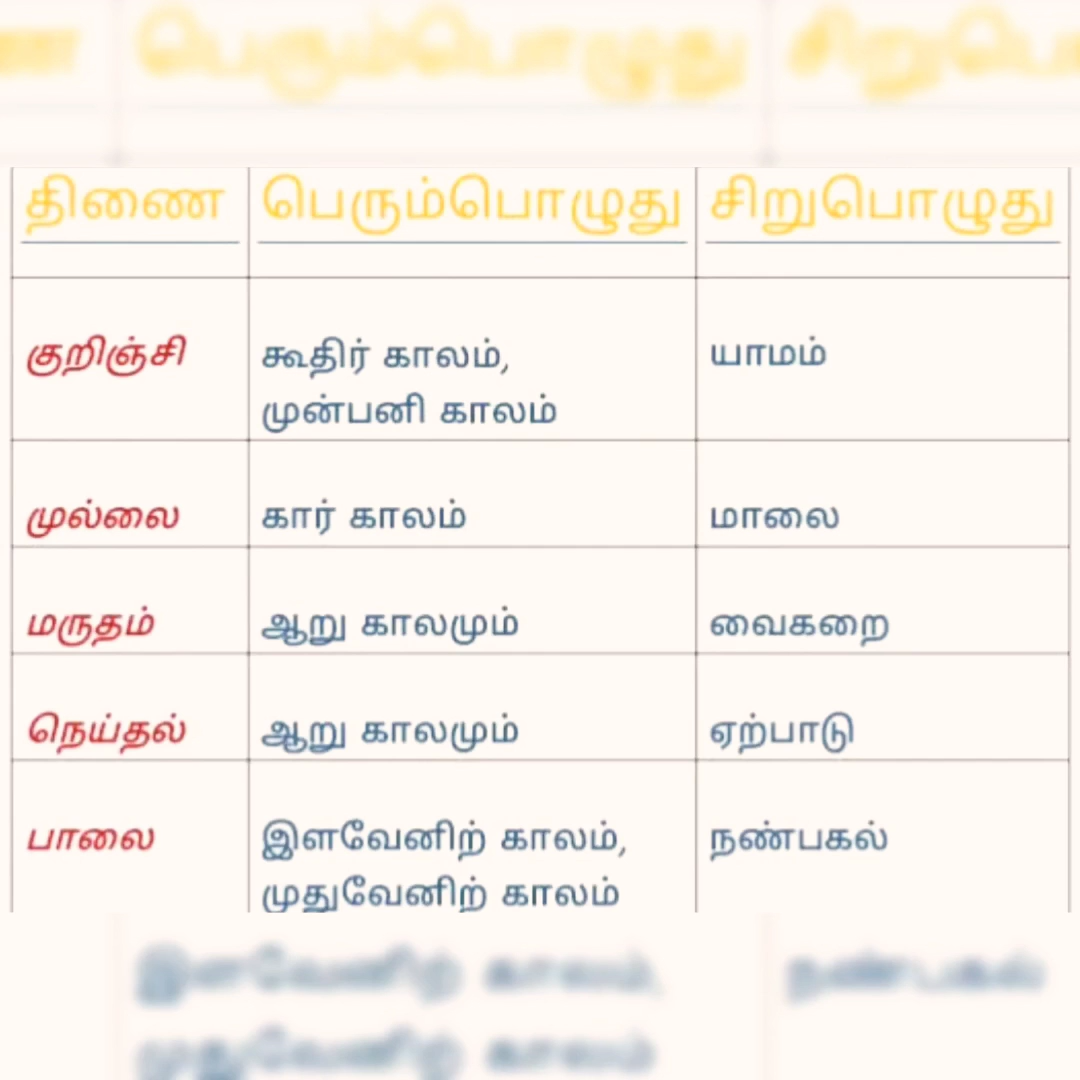 திணை பெரும்பொழுது சிறுபொழுது
குறிஞ்சி கூதிர் காலம், யாமம்
முன்பனி காலம்
முல்லை கார் காலம் மாலை
மருதம் ஆறு காலமும் வைகறை
நெய்தல் ஆறு காலமும் ஏற்பாடு
பாலை இளவேனிற் காலம், நண்பகல்
முதுவேனிற் காலம்